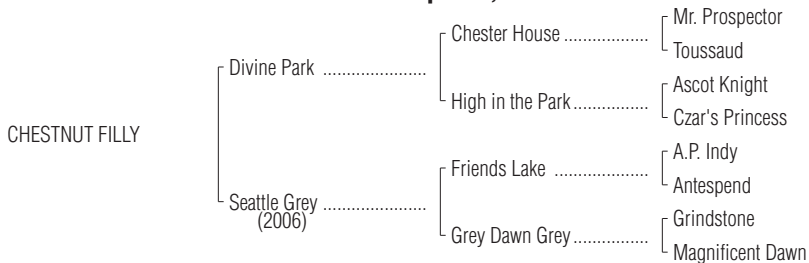 Mr. Prospector
Chester House ...................
Toussaud
Divine Park ......................
Ascot Knight
High in the Park.................
Czar's Princess
CHESTNUT FILLY
A.P. Indy
Friends Lake .....................
Antespend
Seattle Grey ......................
(2006)
Grindstone
Grey Dawn Grey.................
Magnificent Dawn